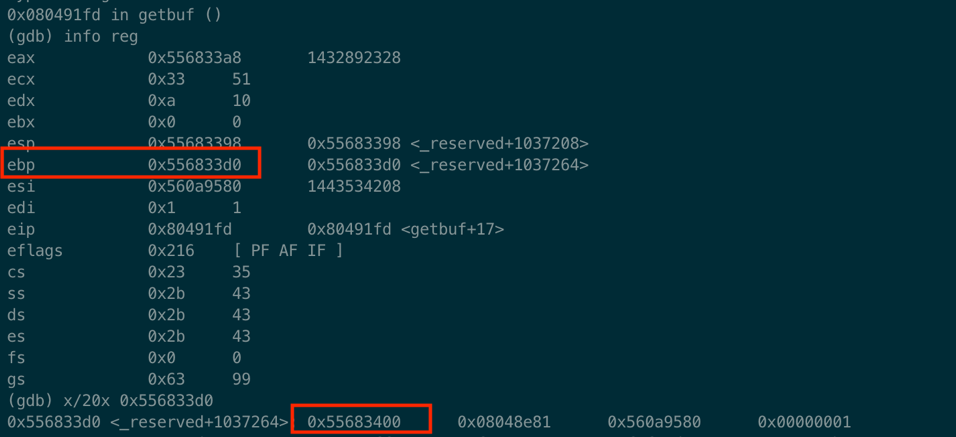 0x080491fd in getbuf ()
(gdb) info reg
eax 0x556833a8 1432892328
ecx 0x33 51
edx 0xa 10
ebx 0x0 0
esp 0x55683398 0x55683398 <_reserved+1037208>
ebp 0x556833d0 0x556833d0 <_reserved+1037264>
esi 0x560a9580 1443534208
edi 0x1 1
eip 0x80491fd 0x80491fd <getbuf+17>
eflags 0x216 [ PF AF IF ]
cs 0x23 35
ss 0x2b 43
ds 0x2b 43
es 0x2b 43
fs 0x0 0
gs 0x63 99
(gdb) x/20x 0x556833d0
0x556833d0 <_reserved+1037264> 0x55683400 0x08048e81 0x560a9580 0x00000001